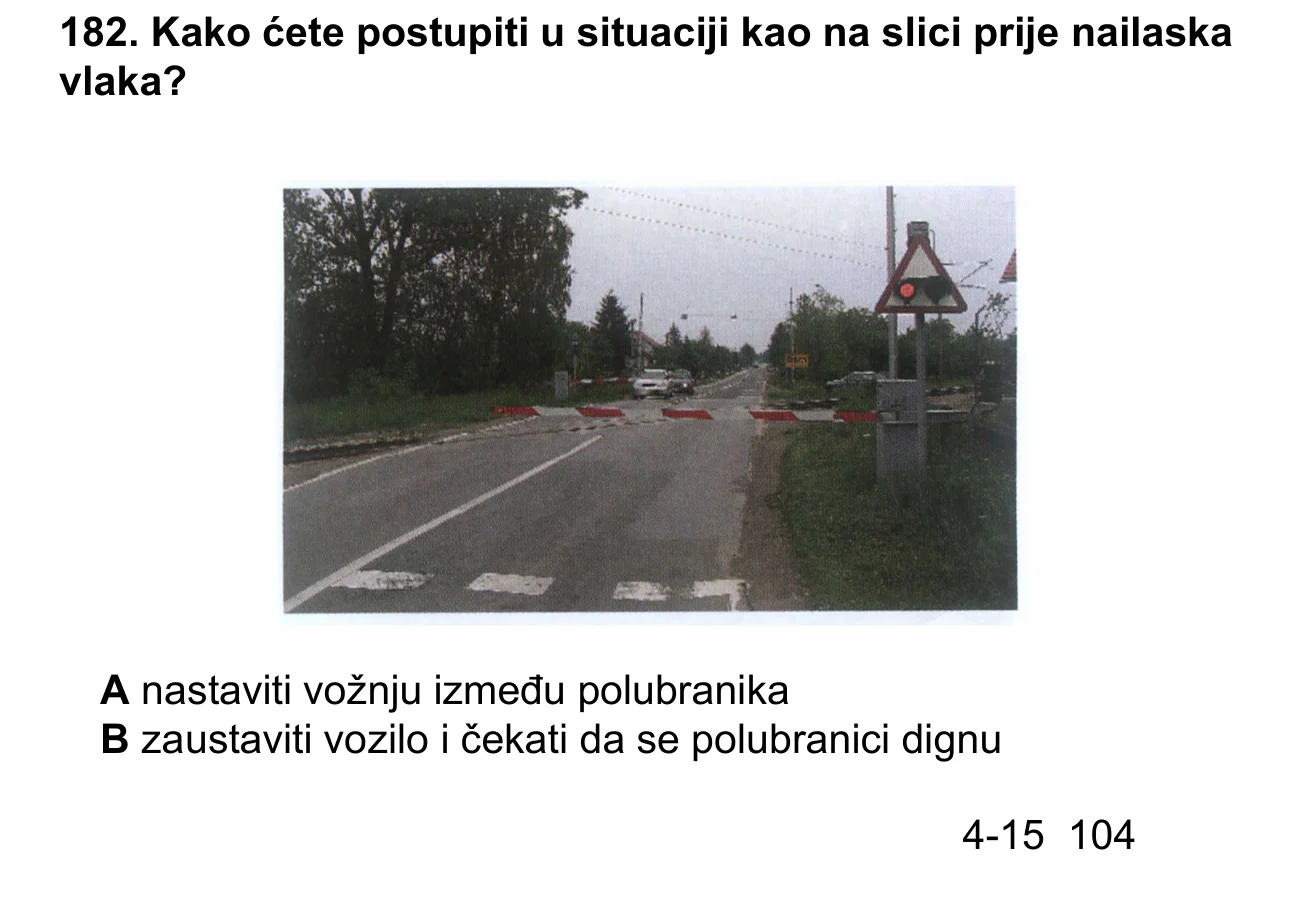 182. Kako ćete postupiti u situaciji kao na slici prije nailaska
vlaka?
A nastaviti vožnju između polubranika
B zaustaviti vozilo i čekati da se polubranici dignu
4-15 104